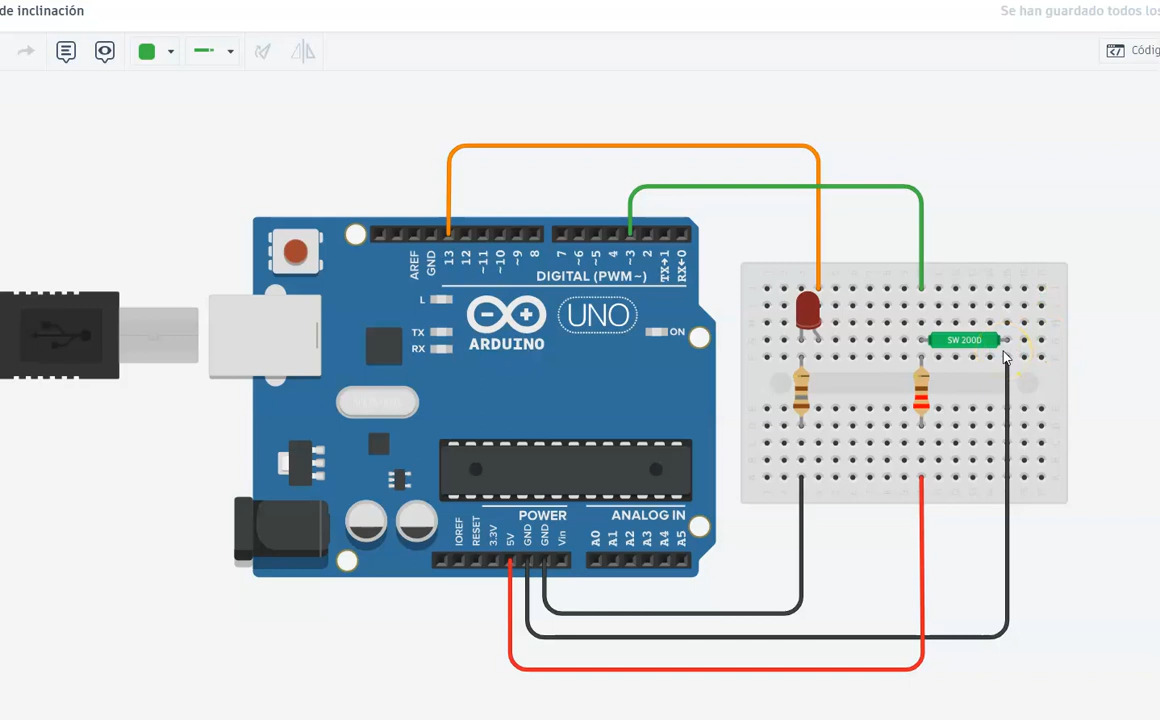 de inclinación
Se han guardado todos los
Códig
AREF
GND
13
12
~11
~10
~9
8
7
~6
~5
4
~3
2
TX→1
RX←0
DIGITAL (PWM~)
L
TX
RX
ARDUINO
UNO
ON
SW 200D
POWER
ANALOG IN
IOREF
RESET
3.3V
5V
GND
GND
Vin
A0
A1
A2
A3
A4
A5